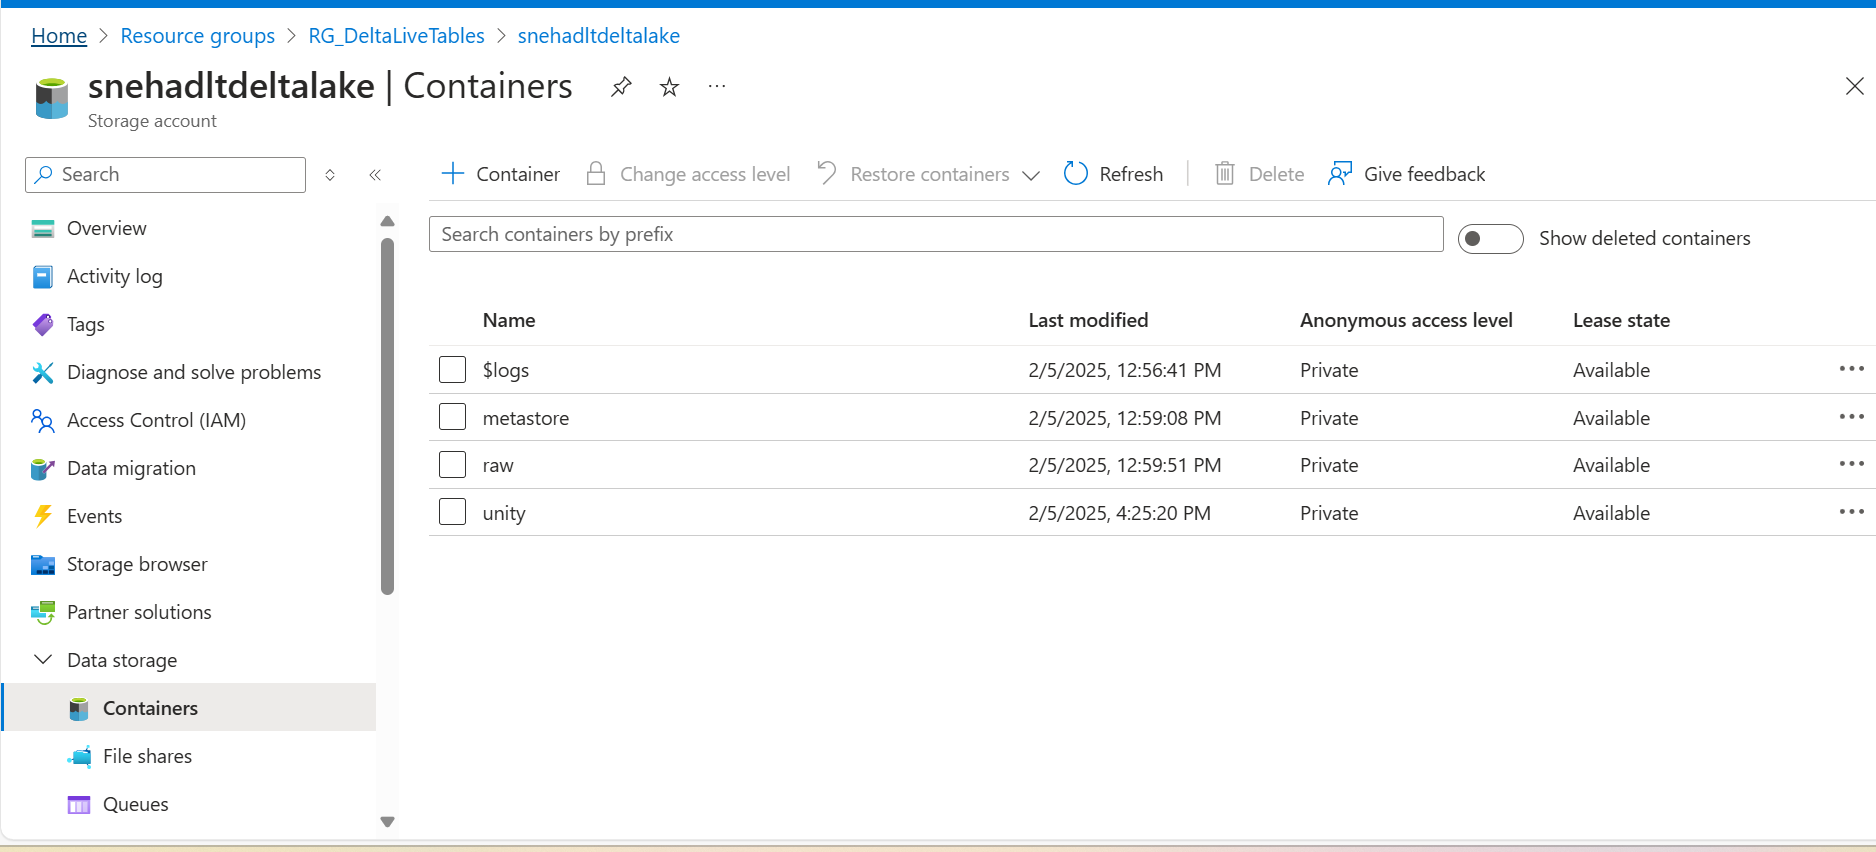 Home > Resource groups > RG_DeltaLiveTables > snehadltdeltalake
snehadltdeltalake | Containers ...
Storage account
Search
Container Change access level Restore containers Refresh Delete Give feedback
Search containers by prefix
Show deleted containers
Overview
Activity log
Tags
Diagnose and solve problems
Access Control (IAM)
Data migration
Events
Storage browser
Partner solutions
Data storage
Containers
File shares
Queues
Name Last modified Anonymous access level Lease state
$logs 2/5/2025, 12:56:41 PM Private Available
metastore 2/5/2025, 12:59:08 PM Private Available
raw 2/5/2025, 12:59:51 PM Private Available
unity 2/5/2025, 4:25:20 PM Private Available